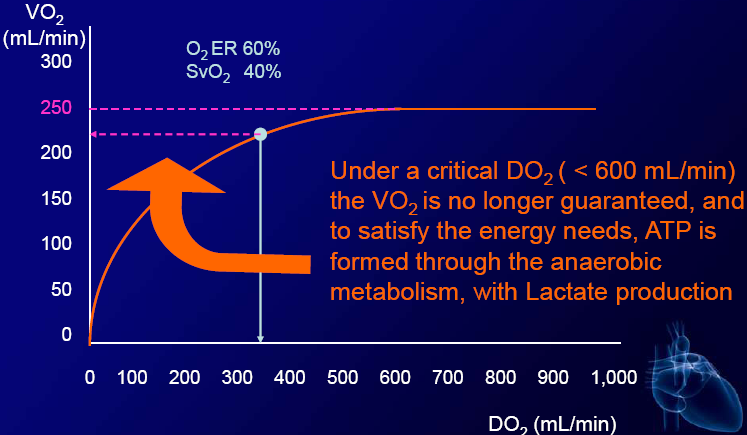 VO₂
(mL/min)
300
250
200
150
100
50
0
O₂ER 60%
SvO₂ 40%
Under a critical DO₂ ( < 600 mL/min)
the VO₂ is no longer guaranteed, and
to satisfy the energy needs, ATP is
formed through the anaerobic
metabolism, with Lactate production
0 100 200 300 400 500 600 700 800 900 1,000
DO₂ (mL/min)